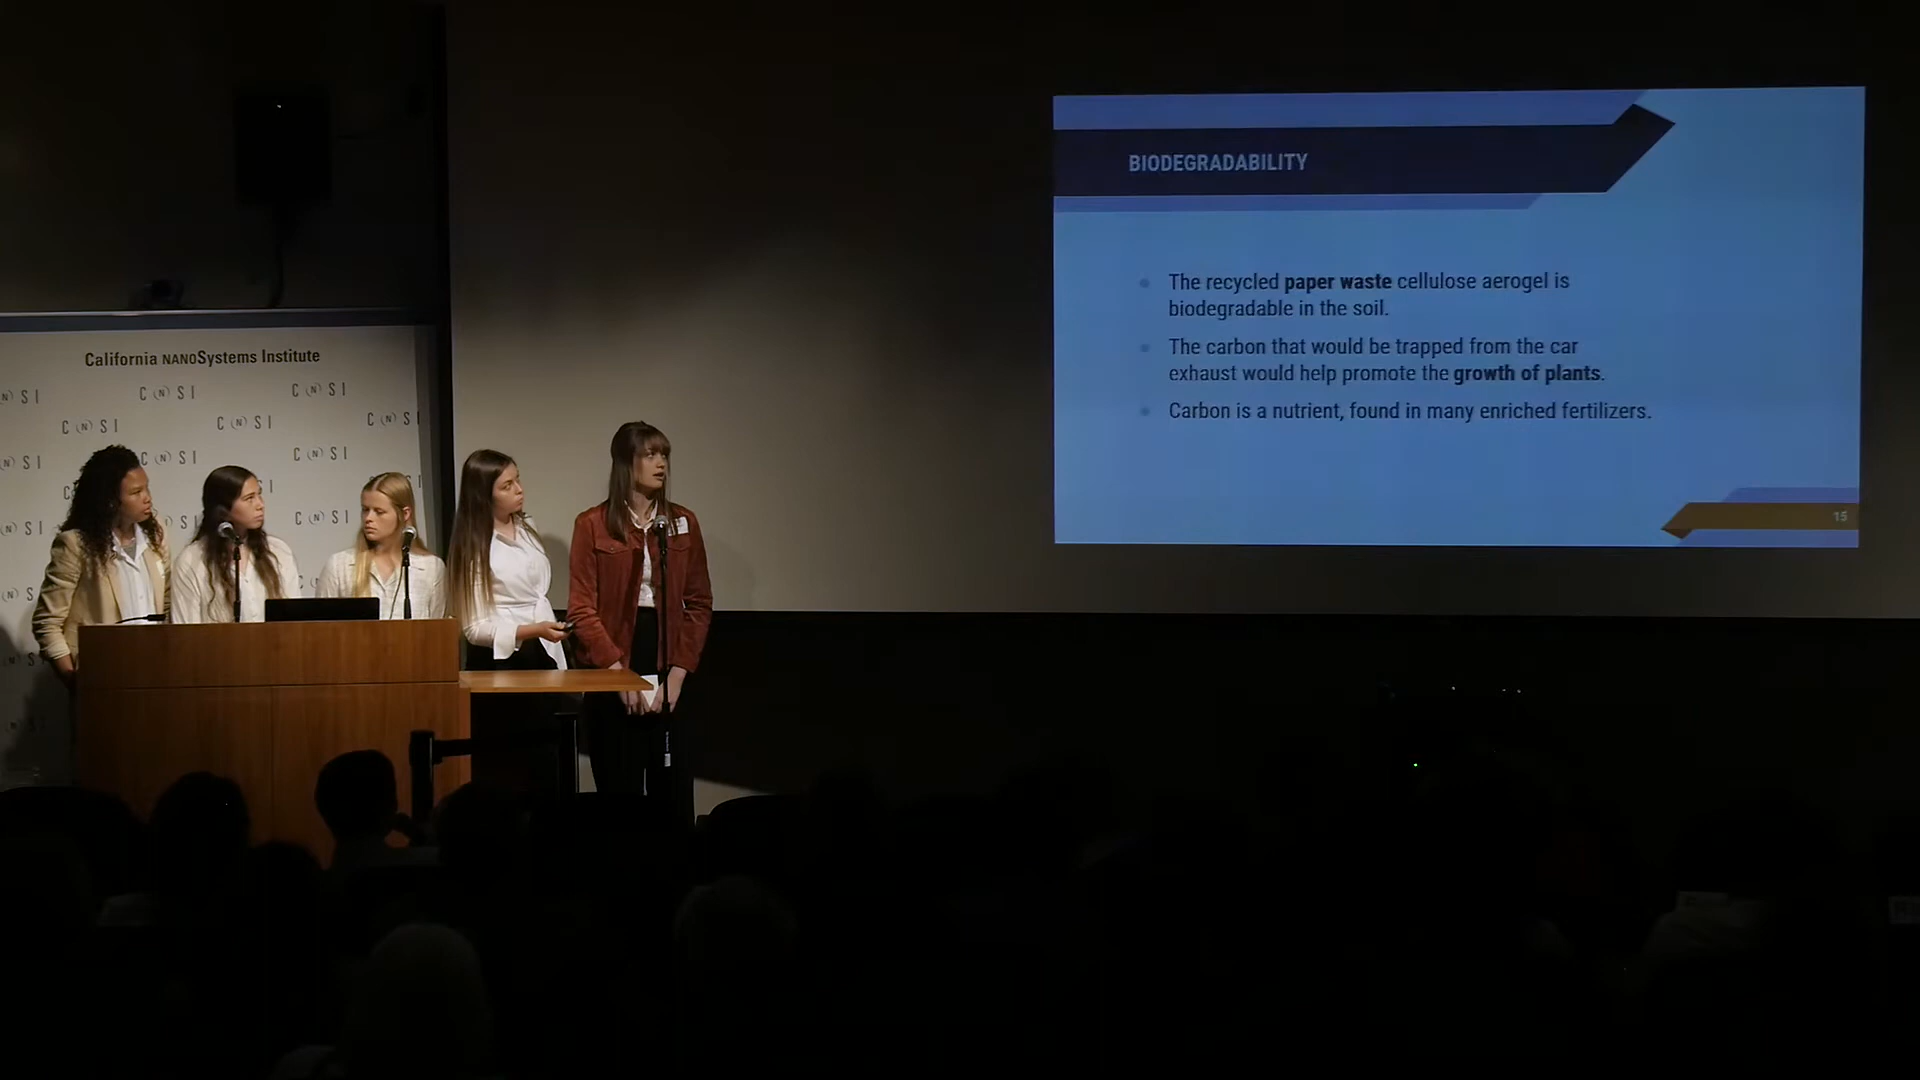 BIODEGRADABILITY
The recycled paper waste cellulose aerogel is
biodegradable in the soil.
The carbon that would be trapped from the car
exhaust would help promote the growth of plants.
Carbon is a nutrient, found in many enriched fertilizers.
15
California NANOSystems Institute
N S I
C N S I
C N S I
C N S I
C N S I
C N S I
N S I
C N S I
C N S I
N S I
C N S I
N S